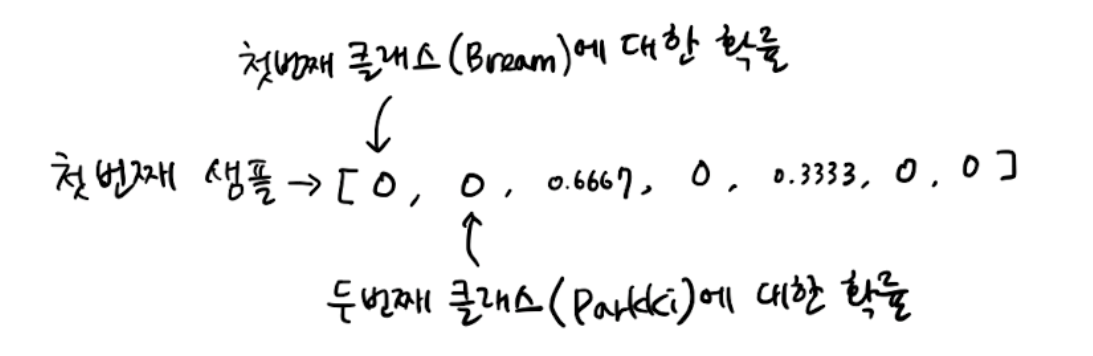 첫번째 클래스(Bream)에 대한 확률
첫번째 샘플→[0, 0, 0.6667, 0, 0.3333, 0, 0]
두번째 클래스(Parkki)에 대한 확률